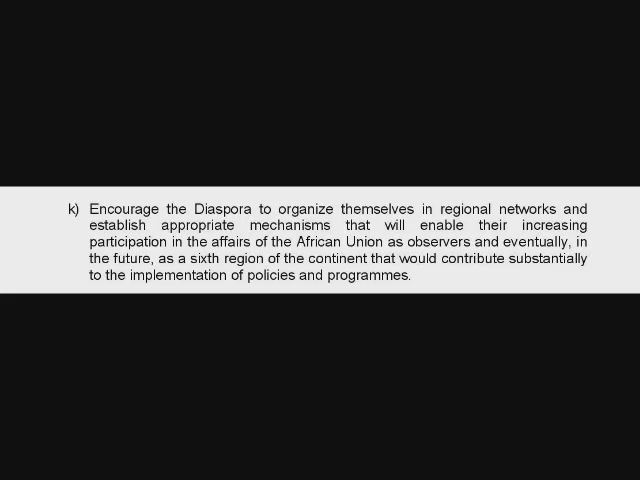 k) Encourage the Diaspora to organize themselves in regional networks and
establish appropriate mechanisms that will enable their increasing
participation in the affairs of the African Union as observers and eventually, in
the future, as a sixth region of the continent that would contribute substantially
to the implementation of policies and programmes.